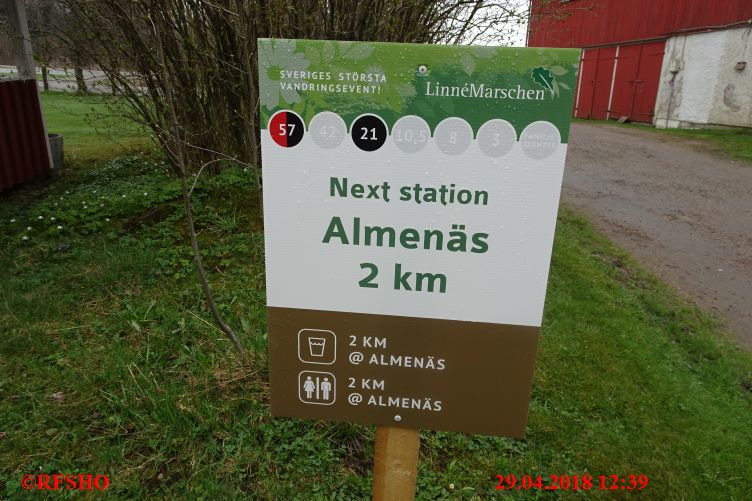 SVERIGES STÖRSTA
VANDRINGSEVENT!
LinnéMarschen
57 42 21 10,5 8 3
Next station
Almenäs
2 km
2 KM
@ ALMENÄS
2 KM
@ ALMENÄS
©RESHO
29.04.2018 12:39